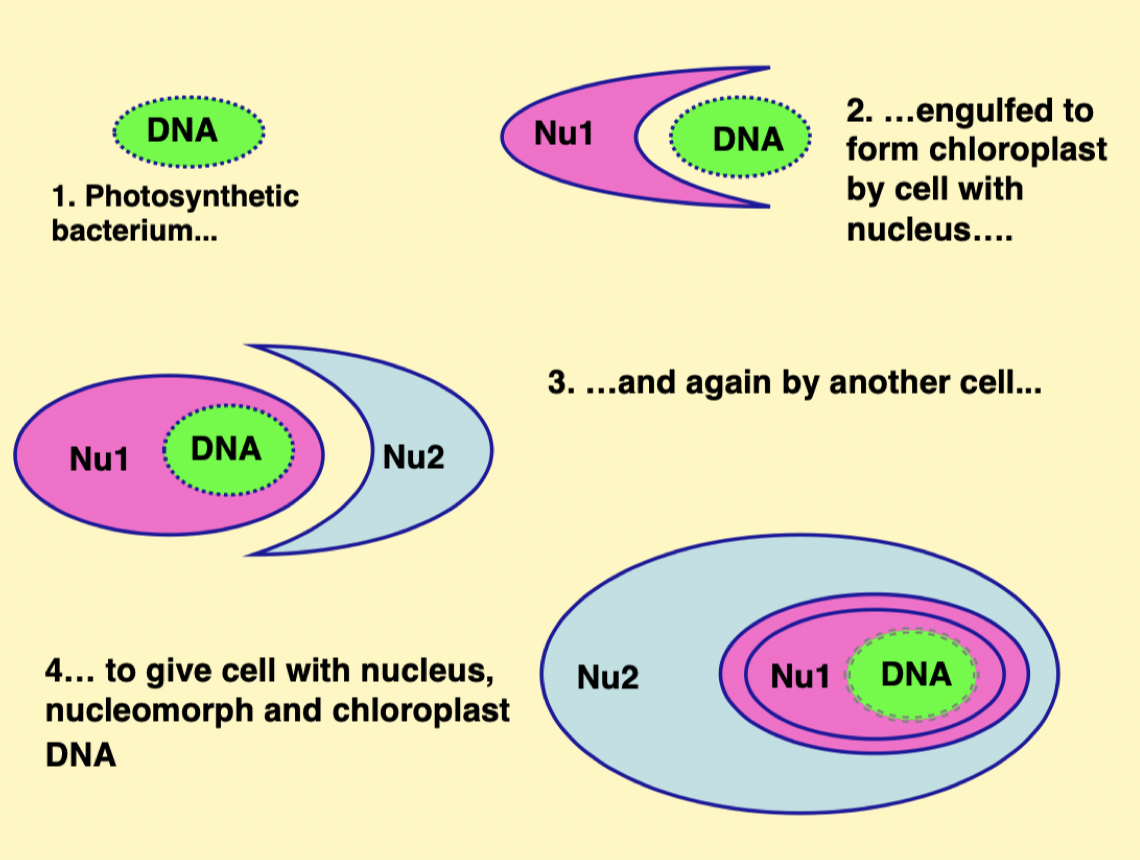 DNA
1. Photosynthetic
bacterium...
Nu1
DNA
2. …engulfed to
form chloroplast
by cell with
nucleus….
Nu1
DNA
Nu2
3. …and again by another cell...
4… to give cell with nucleus,
nucleomorph and chloroplast
DNA
Nu2
Nu1
DNA